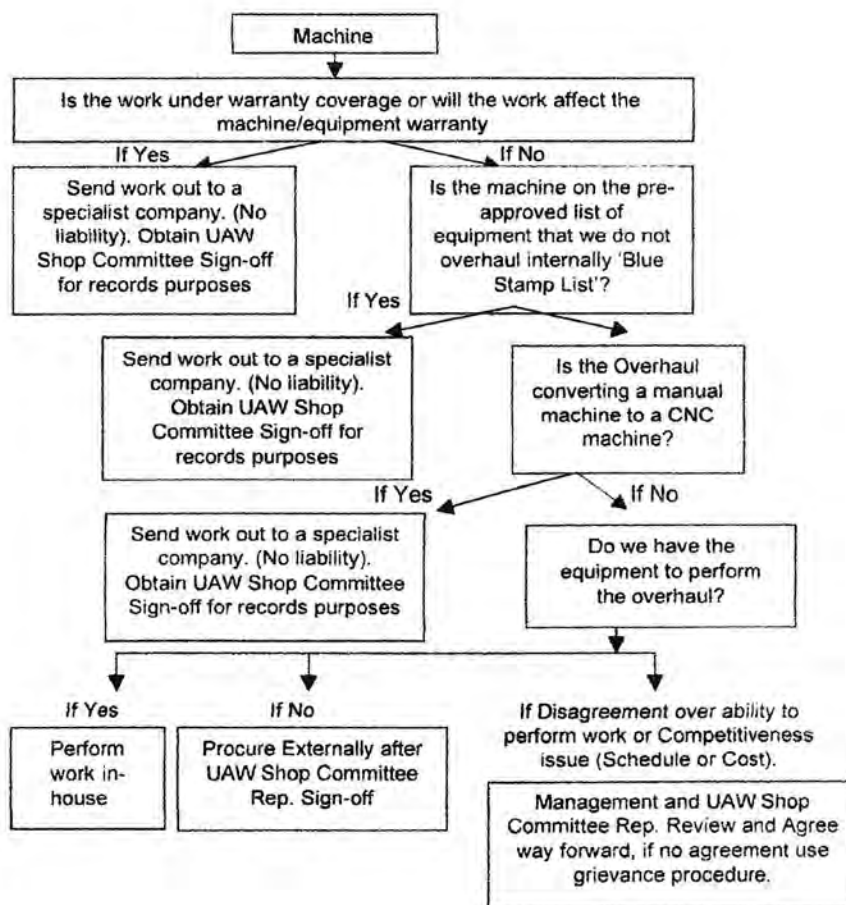 Machine
Is the work under warranty coverage or will the work affect the
machine/equipment warranty
If Yes
If No
Send work out to a
specialist company. (No
liability). Obtain UAW
Shop Committee Sign-off
for records purposes
Is the machine on the pre-
approved list of
equipment that we do not
overhaul internally 'Blue
Stamp List'?
If Yes
Send work out to a specialist
company. (No liability).
Obtain UAW Shop
Committee Sign-off for
records purposes
Is the Overhaul
converting a manual
machine to a CNC
machine?
If Yes
If No
Send work out to a specialist
company. (No liability).
Obtain UAW Shop Committee
Sign-off for records purposes
Do we have the
equipment to perform
the overhaul?
If Yes
Perform
work in-
house
If No
Procure Externally after
UAW Shop Committee
Rep. Sign-off
If Disagreement over ability to
perform work or Competitiveness
issue (Schedule or Cost).
Management and UAW Shop
Committee Rep. Review and Agree
way forward, if no agreement use
grievance procedure.